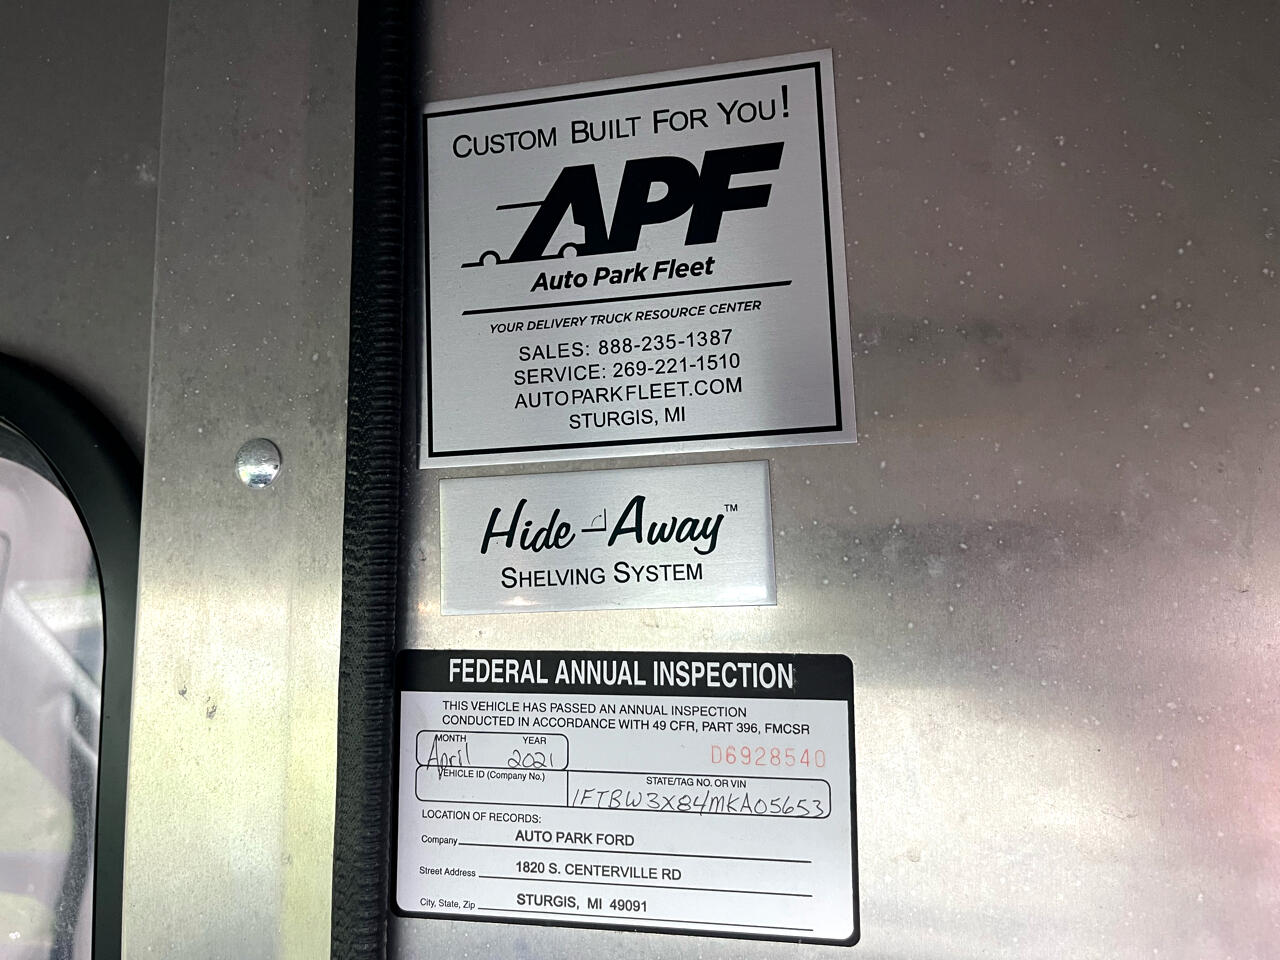 CUSTOM BUILT FOR YOU!
APF
Auto Park Fleet
YOUR DELIVERY TRUCK RESOURCE CENTER
SALES: 888-235-1387
SERVICE: 269-221-1510
AUTOPARKFLEET.COM
STURGIS, MI
Hide-Away™
SHELVING SYSTEM
FEDERAL ANNUAL INSPECTION
THIS VEHICLE HAS PASSED AN ANNUAL INSPECTION
CONDUCTED IN ACCORDANCE WITH 49 CFR, PART 396, FMCSR
MONTH YEAR
April 2021 D6928540
VEHICLE ID (Company No.) STATE/TAG NO. OR VIN
1FTBW3X84MKA05653
LOCATION OF RECORDS:
Company AUTO PARK FORD
Street Address 1820 S. CENTERVILLE RD
City, State, Zip STURGIS, MI 49091